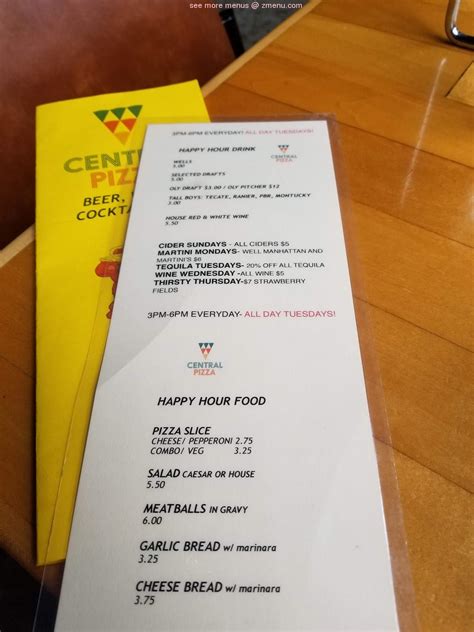 see more menus @ zmenu.com
CENTRAL
PIZZA
BEER,
COCKTA
3PM-6PM EVERYDAY! ALL DAY TUESDAYS!
HAPPY HOUR DRINK
CENTRAL
PIZZA
WELLS
5.00
SELECTED DRAFTS
5.00
OLY DRAFT $3.00 / OLY PITCHER $12
TALL BOYS: TECATE, RANIER, PBR, MONTUCKY
3.00
HOUSE RED & WHITE WINE
5.50
CIDER SUNDAYS - ALL CIDERS $5
MARTINI MONDAYS- WELL MANHATTAN AND
MARTINI'S $6
TEQUILA TUESDAYS- 20% OFF ALL TEQUILA
WINE WEDNESDAY -ALL WINE $5
THIRSTY THURSDAY-$7 STRAWBERRY
FIELDS
3PM-6PM EVERYDAY- ALL DAY TUESDAYS!
CENTRAL
PIZZA
HAPPY HOUR FOOD
PIZZA SLICE
CHEESE/ PEPPERONI 2.75
COMBO/ VEG 3.25
SALAD CAESAR OR HOUSE
5.50
MEATBALLS IN GRAVY
6.00
GARLIC BREAD w/ marinara
3.25
CHEESE BREAD w/ marinara
3.75